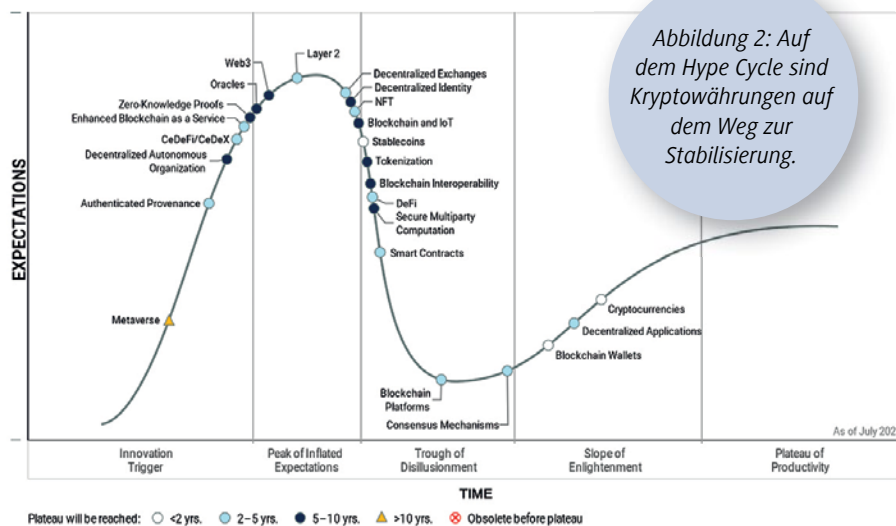 Abbildung 2: Auf
dem Hype Cycle sind
Kryptowährungen auf
dem Weg zur
Stabilisierung.
EXPECTATIONS
Layer 2
Web3
Oracles
Zero-Knowledge Proofs
Enhanced Blockchain as a Service
CeDeFi/CeDeX
Decentralized Autonomous
Organization
Authenticated Provenance
Metaverse
Decentralized Exchanges
Decentralized Identity
NFT
Blockchain and IoT
Stablecoins
Tokenization
Blockchain Interoperability
DeFi
Secure Multiparty
Computation
Smart Contracts
Blockchain
Platforms
Consensus Mechanisms
Cryptocurrencies
Decentralized Applications
Blockchain Wallets
As of July
Innovation
Trigger
Peak of Inflated
Expectations
Trough of
Disillusionment
Slope of
Enlightenment
Plateau of
Productivity
TIME
Plateau will be reached: <2 yrs. 2–5 yrs. 5–10 yrs. >10 yrs. Obsolete before plateau